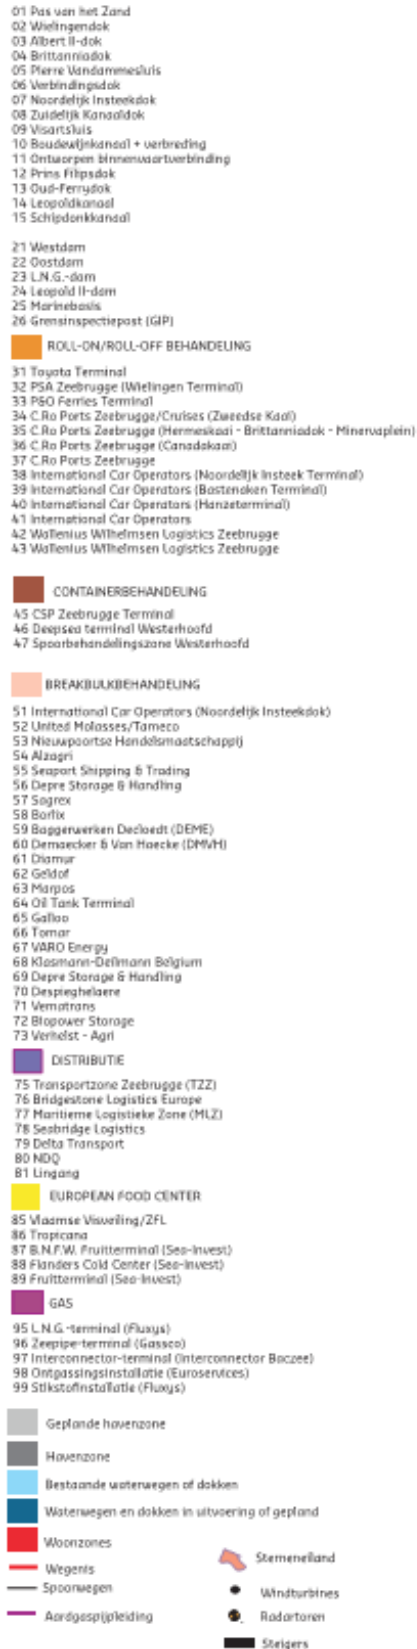 01 Pas van het Zand
02 Wielingendok
03 Albert II-dok
04 Brittanniadok
05 Pierre Vandammesluis
06 Verbindingsdok
07 Noordelijk Insteekdok
08 Zuidelijk Kanaaldok
09 Visartsluis
10 Boudewijnkanaal + verbreding
11 Ontworpen binnenvaartverbinding
12 Prins Filipsdok
13 Oud-Ferrydok
14 Leopoldkanaal
15 Schipdonkkanaal
21 Westdam
22 Oostdam
23 L.N.G.-dam
24 Leopold II-dam
25 Marinebasis
26 Grensinspectiepost (GIP)
ROLL-ON/ROLL-OFF BEHANDELING
31 Toyota Terminal
32 PSA Zeebrugge (Wielingen Terminal)
33 P&O Ferries Terminal
34 C.Ro Ports Zeebrugge/Cruises (Zweedse Kaai)
35 C.Ro Ports Zeebrugge (Hermeskaai - Brittanniadok - Minervaplein)
36 C.Ro Ports Zeebrugge (Canadakaai)
37 C.Ro Ports Zeebrugge
38 International Car Operators (Noordelijk Insteek Terminal)
39 International Car Operators (Bastenaken Terminal)
40 International Car Operators (Hanzeterminal)
41 International Car Operators
42 Wallenius Wilhelmsen Logistics Zeebrugge
43 Wallenius Wilhelmsen Logistics Zeebrugge
CONTAINERBEHANDELING
45 CSP Zeebrugge Terminal
46 Deepsea terminal Westerhoofd
47 Spoorbehandelingszone Westerhoofd
BREAKBULKBEHANDELING
51 International Car Operators (Noordelijk Insteekdok)
52 United Molasses/Tameco
53 Nieuwpoortse Handelsmaatschappij
54 Alzagri
55 Seaport Shipping & Trading
56 Depre Storage & Handling
57 Sagrex
58 Borlix
59 Baggerwerken Decloedt (DEME)
60 Demaecker & Van Haecke (DMVH)
61 Diamur
62 Geldof
63 Marpos
64 Oil Tank Terminal
65 Galloo
66 Tomar
67 VARO Energy
68 Klasmann-Deilmann Belgium
69 Depre Storage & Handling
70 Despieghelaere
71 Vematrans
72 Biopower Storage
73 Verhelst - Agri
DISTRIBUTIE
75 Transportzone Zeebrugge (TZZ)
76 Bridgestone Logistics Europe
77 Maritieme Logistieke Zone (MLZ)
78 Seabridge Logistics
79 Delta Transport
80 NDQ
81 Lingang
EUROPEAN FOOD CENTER
85 Vlaamse Visveiling/ZFL
86 Tropicana
87 B.N.F.W. Fruitterminal (Sea-Invest)
88 Flanders Cold Center (Sea-Invest)
89 Fruitterminal (Sea-Invest)
GAS
95 L.N.G.-terminal (Fluxys)
96 Zeepipe-terminal (Gassco)
97 Interconnector-terminal (Interconnector Baczee)
98 Ontgassingsinstallatie (Euroservices)
99 Stikstofinstallatie (Fluxys)
Geplande havenzone
Havenzone
Bestaande waterwegen of dokken
Waterwegen en dokken in uitvoering of gepland
Woonzones
Wegenis
Spoorwegen
Aardgaspijpleiding
Sterneneiland
Windturbines
Radartoren
Steigers